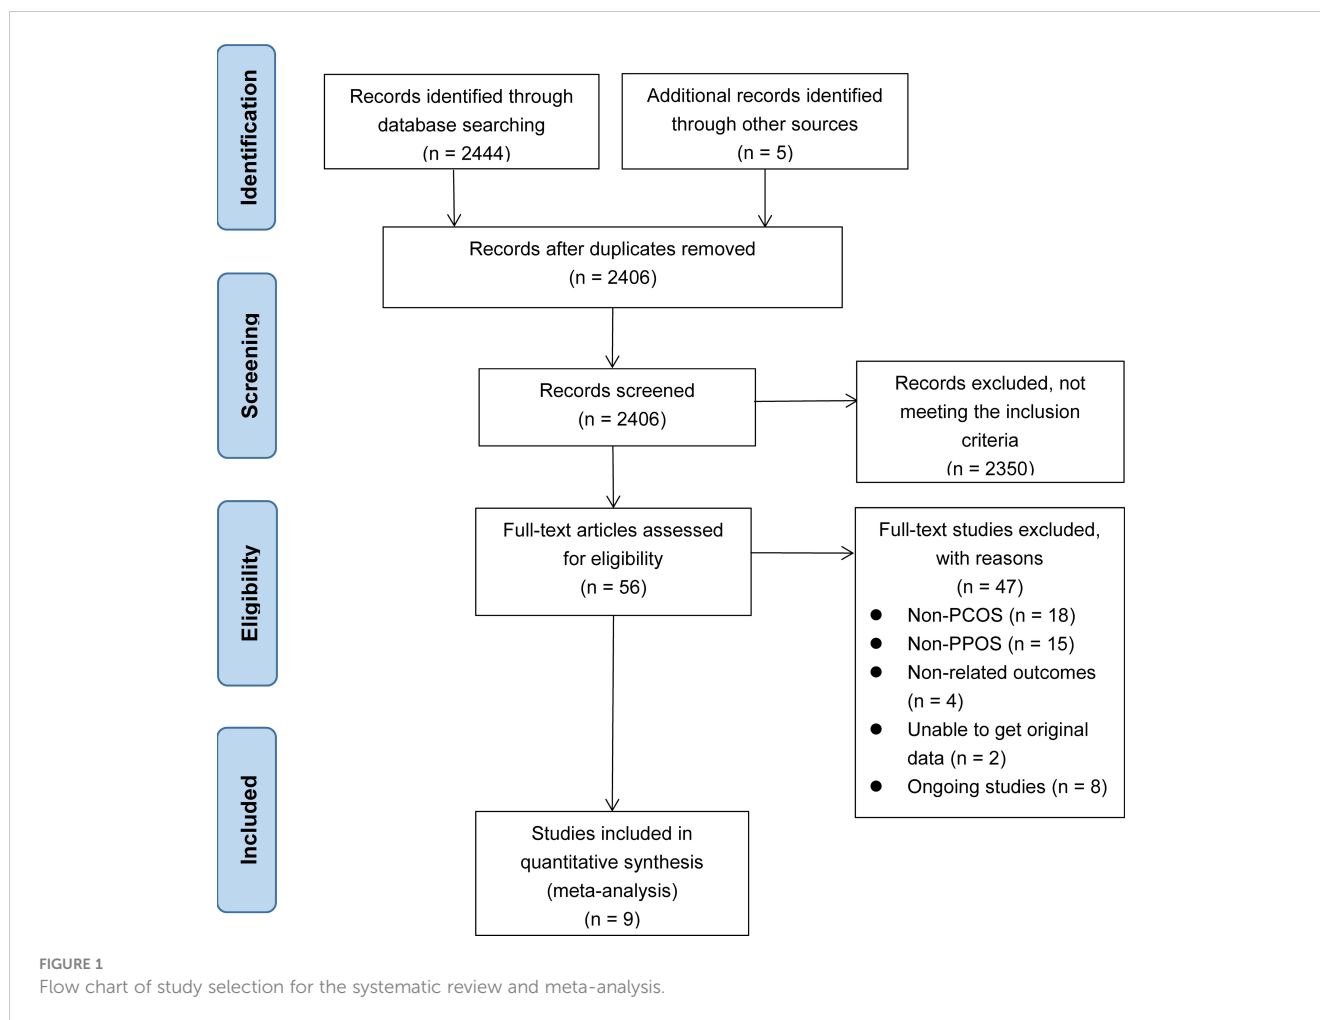 Identification
Records identified through
database searching
(n = 2444)
Additional records identified
through other sources
(n = 5)
Records after duplicates removed
(n = 2406)
Screening
Records screened
(n = 2406)
Records excluded, not
meeting the inclusion
criteria
(n = 2350)
Eligibility
Full-text articles assessed
for eligibility
(n = 56)
Full-text studies excluded,
with reasons
(n = 47)
● Non-PCOS (n = 18)
● Non-PPOS (n = 15)
● Non-related outcomes
(n = 4)
● Unable to get original
data (n = 2)
● Ongoing studies (n = 8)
Included
Studies included in
quantitative synthesis
(meta-analysis)
(n = 9)
FIGURE 1
Flow chart of study selection for the systematic review and meta-analysis.